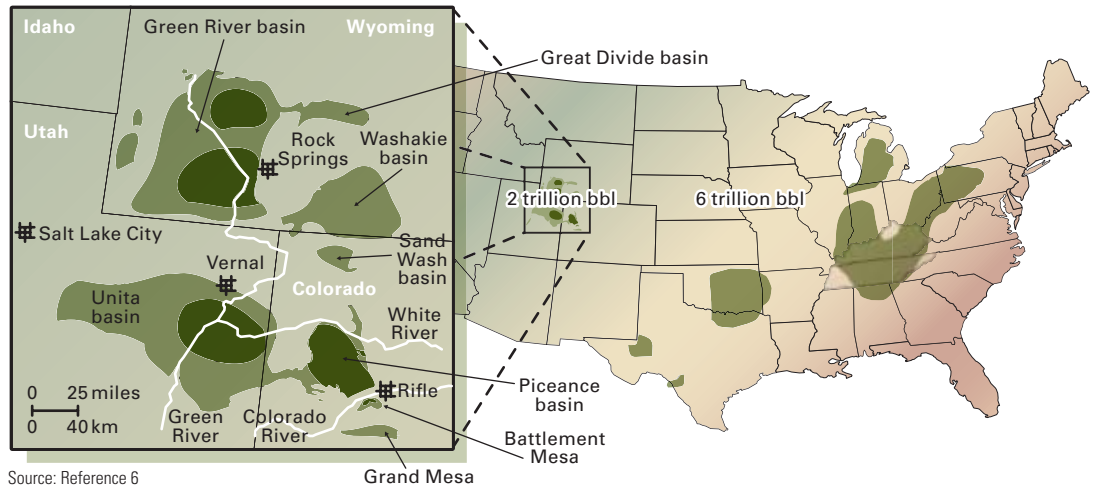 Idaho
Green River basin
Wyoming
Great Divide basin
Utah
Rock
Springs
Washakie
basin
2 trillion bbl
6 trillion bbl
Salt Lake City
Sand
Wash
basin
Vernal
Colorado
Unita
basin
White
River
0 25 miles
0 40 km
Rifle
Piceance
basin
Green
River
Colorado
River
Battlement
Mesa
Grand Mesa
Source: Reference 6